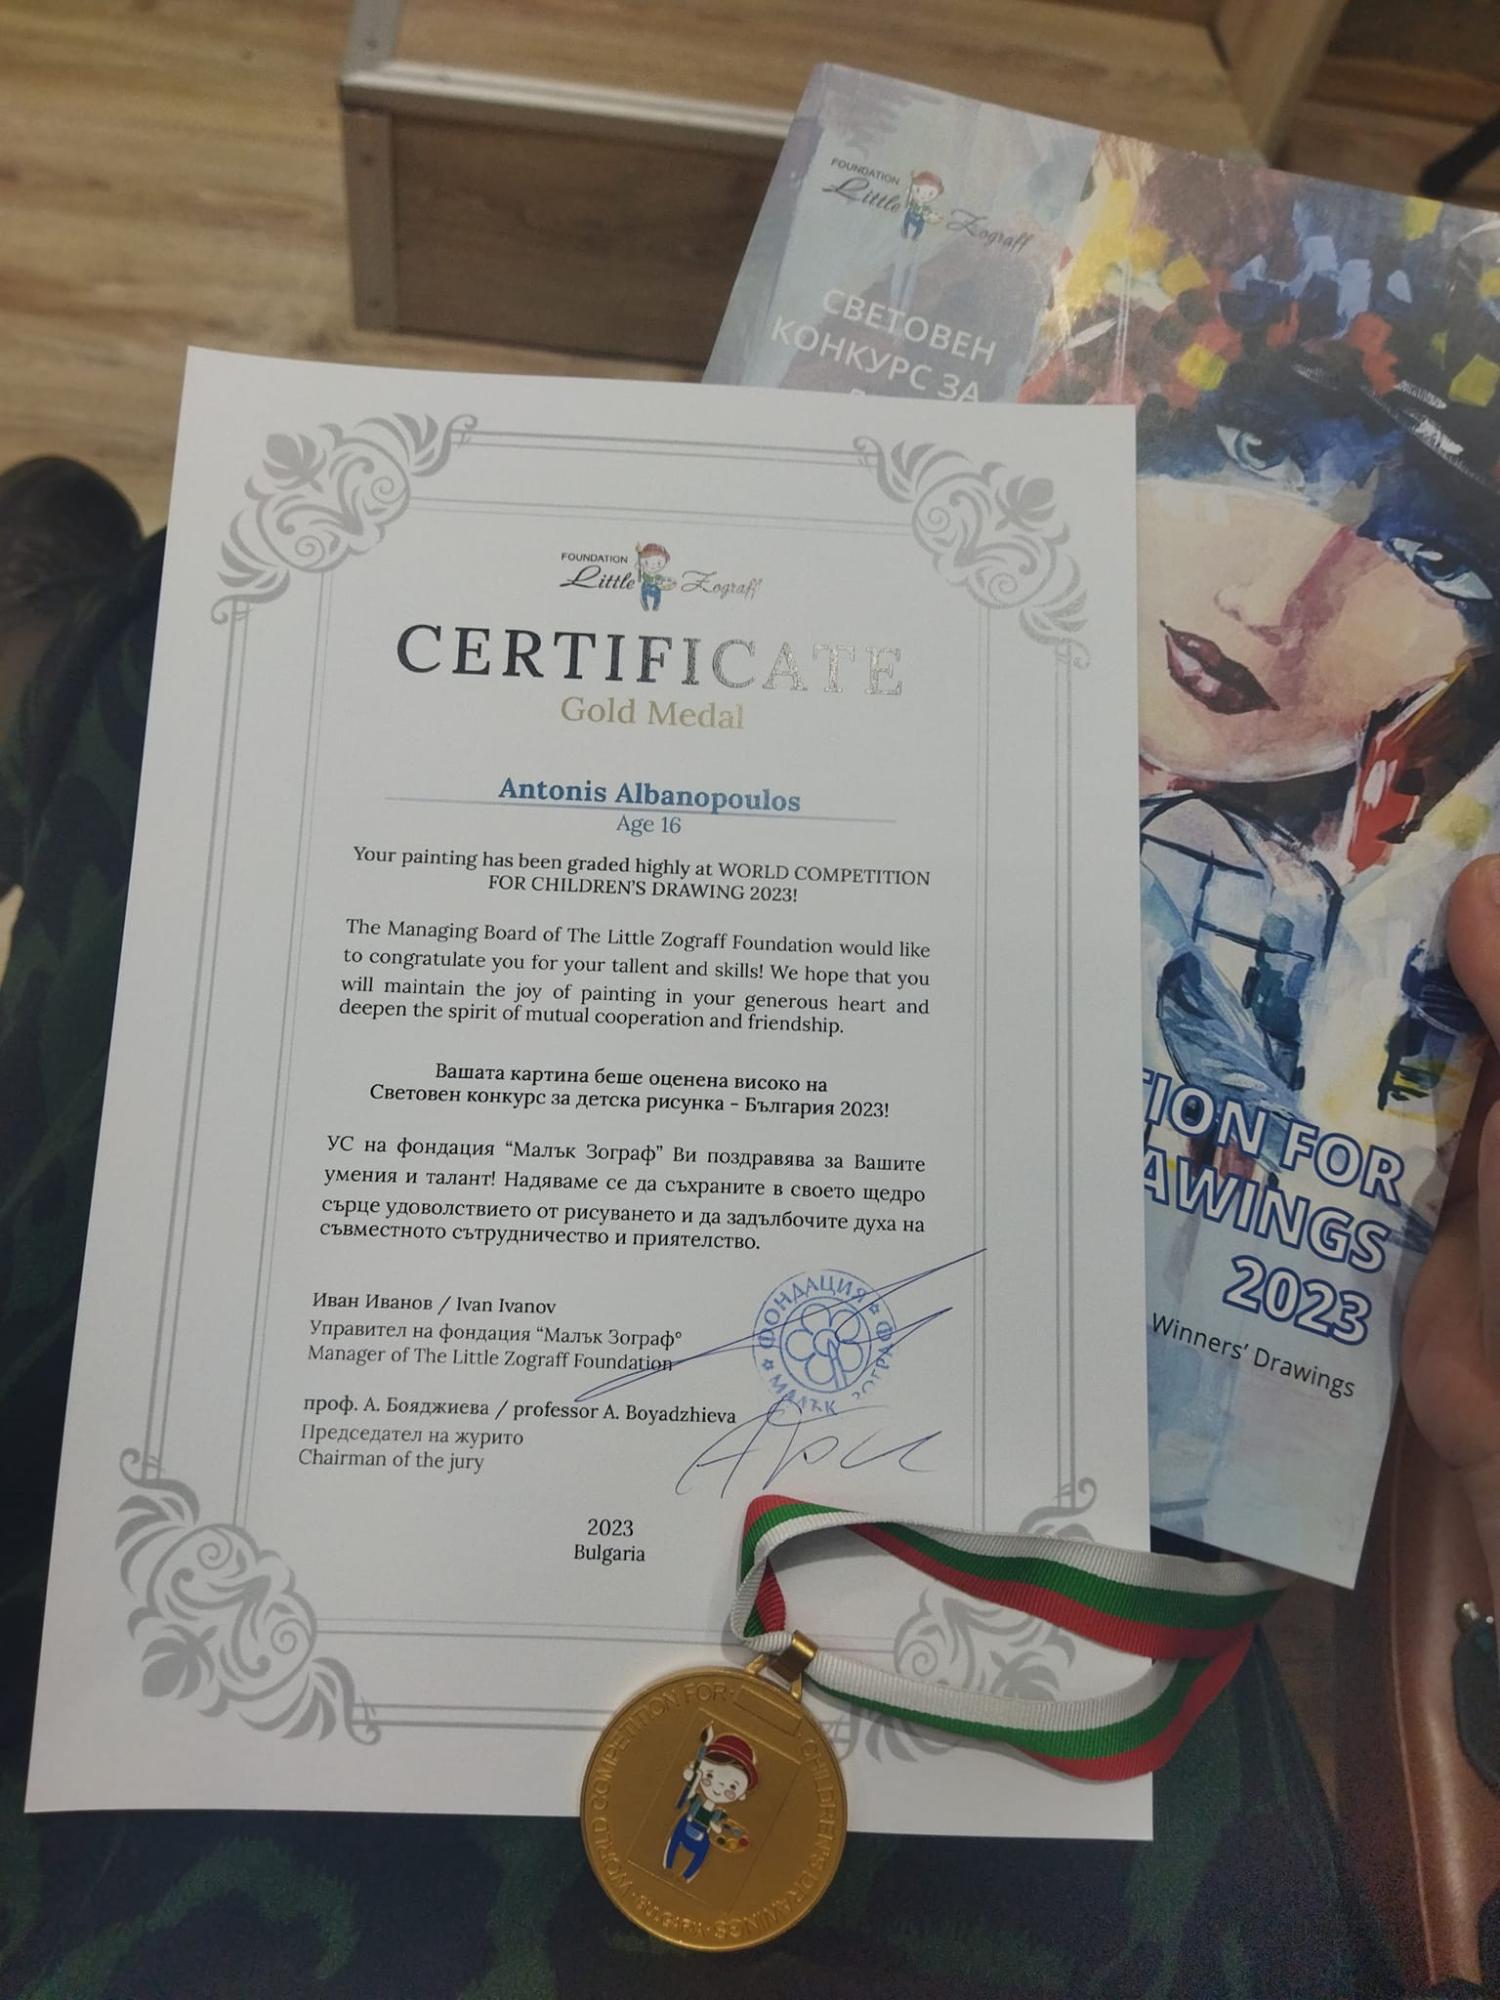 FOUNDATION
Little Zograff
СВЕТОВЕН
КОНКУРС ЗА
FOUNDATION
Little Zograff
CERTIFICATE
Gold Medal
Antonis Albanopoulos
Age 16
Your painting has been graded highly at WORLD COMPETITION
FOR CHILDREN'S DRAWING 2023!
The Managing Board of The Little Zograff Foundation would like
to congratulate you for your tallent and skills! We hope that you
will maintain the joy of painting in your generous heart and
deepen the spirit of mutual cooperation and friendship.
Вашата картина беше оценена високо на
Световен конкурс за детска рисунка – България 2023!
УС на фондация “Малък Зограф” Ви поздравява за Вашите
умения и талант! Надяваме се да съхраните в своето щедро
сърце удоволствието от рисуването и да задълбочите духа на
съвместното сътрудничество и приятелство.
Иван Иванов / Ivan Ivanov
Управител на фондация “Малък Зограф”
Manager of The Little Zograff Foundation
проф. А. Бояджиева / professor A. Boyadzhieva
Председател на журито
Chairman of the jury
2023
Bulgaria
ФОНДАЦИЯ
МАЛЪК
TION FOR
AWINGS
2023
Winners' Drawings
WORLD COMPETITION FOR CHILDREN'S DRAWINGS
BULGARIA